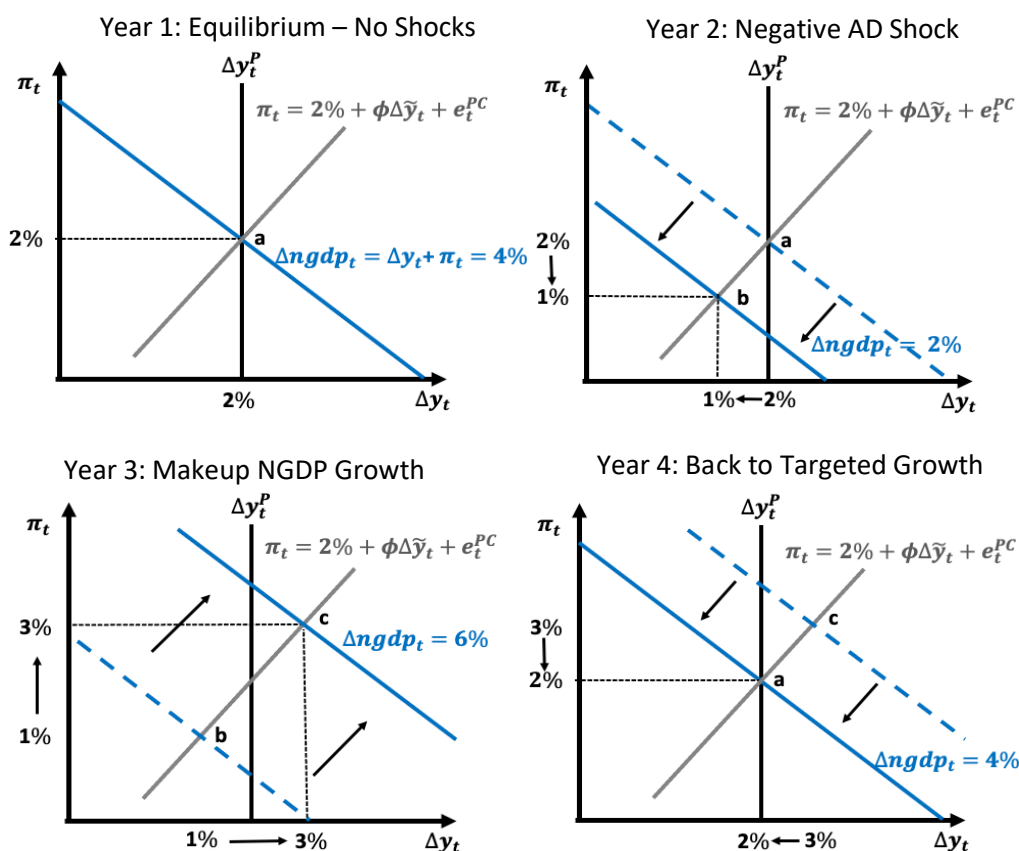 Year 1: Equilibrium – No Shocks
π_t
Δy_t^P
π_t = 2% + ϕΔỹ_t + e_t^PC
2%
a
Δngdp_t = Δy_t + π_t = 4%
2%
Δy_t
Year 2: Negative AD Shock
π_t
Δy_t^P
π_t = 2% + ϕΔỹ_t + e_t^PC
2%
a
1%
b
Δngdp_t = 2%
1% 2%
Δy_t
Year 3: Makeup NGDP Growth
π_t
Δy_t^P
π_t = 2% + ϕΔỹ_t + e_t^PC
3%
c
Δngdp_t = 6%
1%
b
1% 3%
Δy_t
Year 4: Back to Targeted Growth
π_t
Δy_t^P
π_t = 2% + ϕΔỹ_t + e_t^PC
3%
c
2%
a
Δngdp_t = 4%
2% 3%
Δy_t